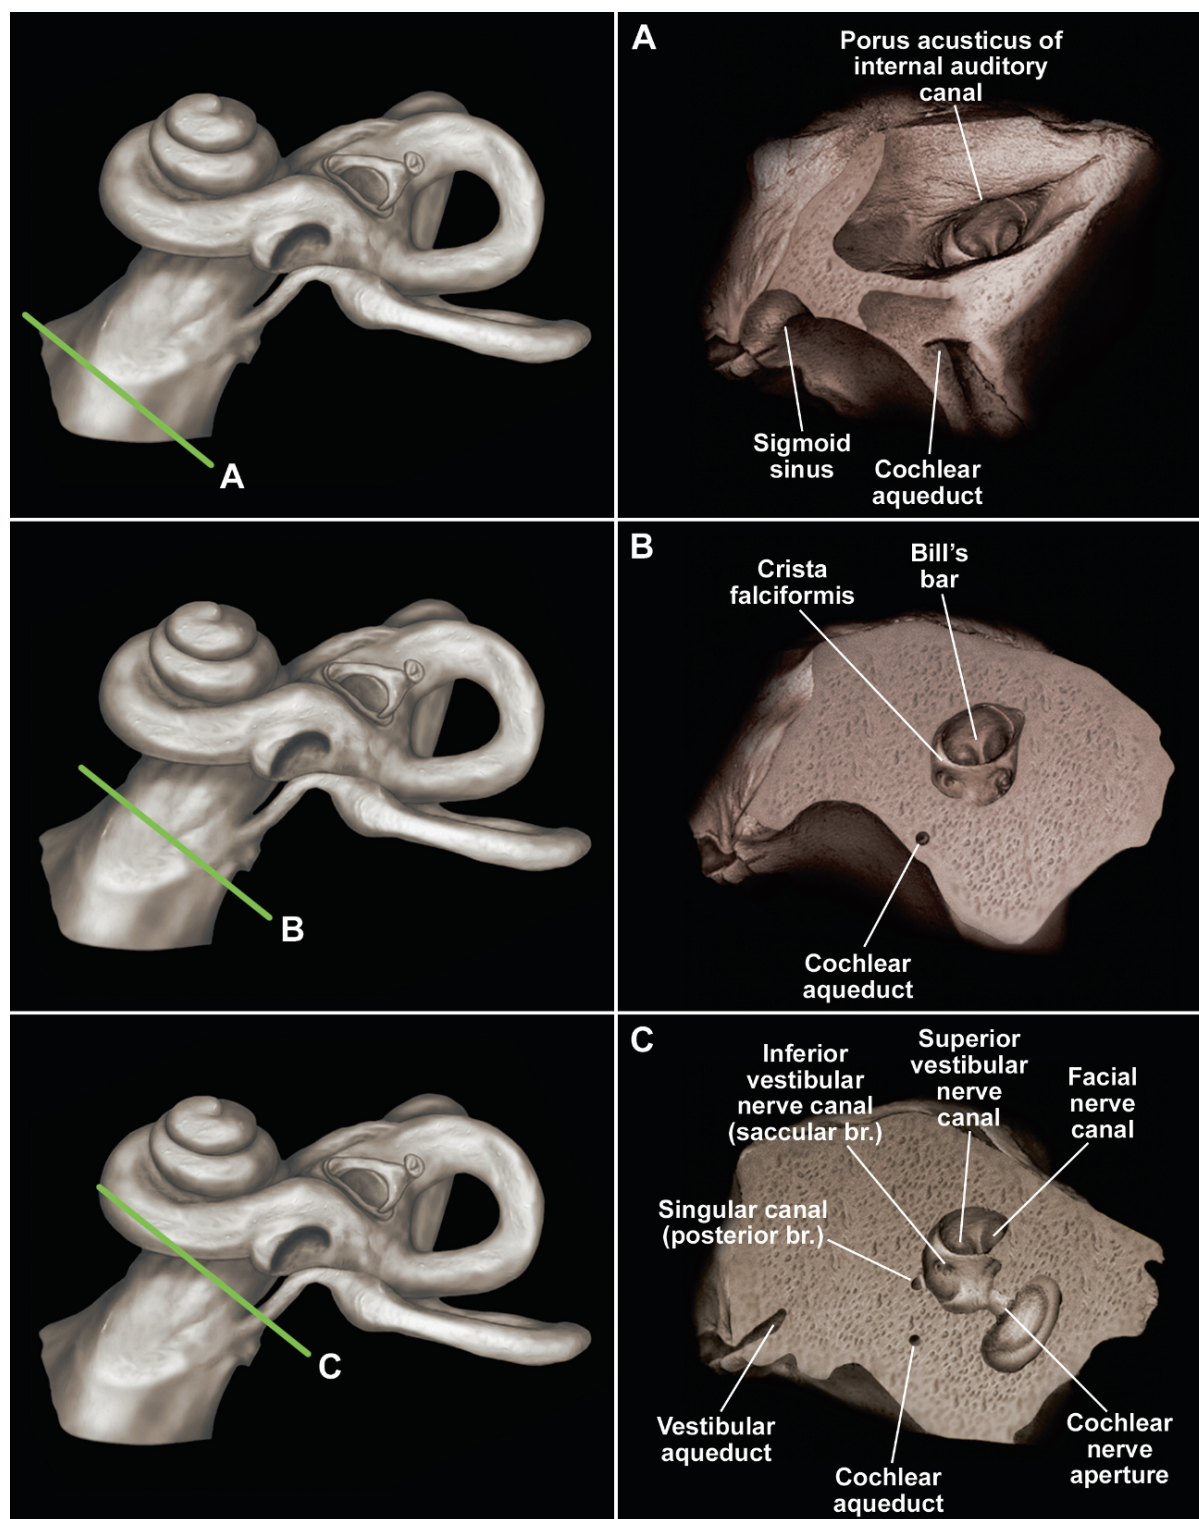 A
A
Porus acusticus of
internal auditory
canal
Sigmoid
sinus
Cochlear
aqueduct
B
B
Crista
falciformis
Bill's
bar
Cochlear
aqueduct
C
C
Inferior
vestibular
nerve canal
(saccular br.)
Superior
vestibular
nerve
canal
Facial
nerve
canal
Singular canal
(posterior br.)
Vestibular
aqueduct
Cochlear
aqueduct
Cochlear
nerve
aperture